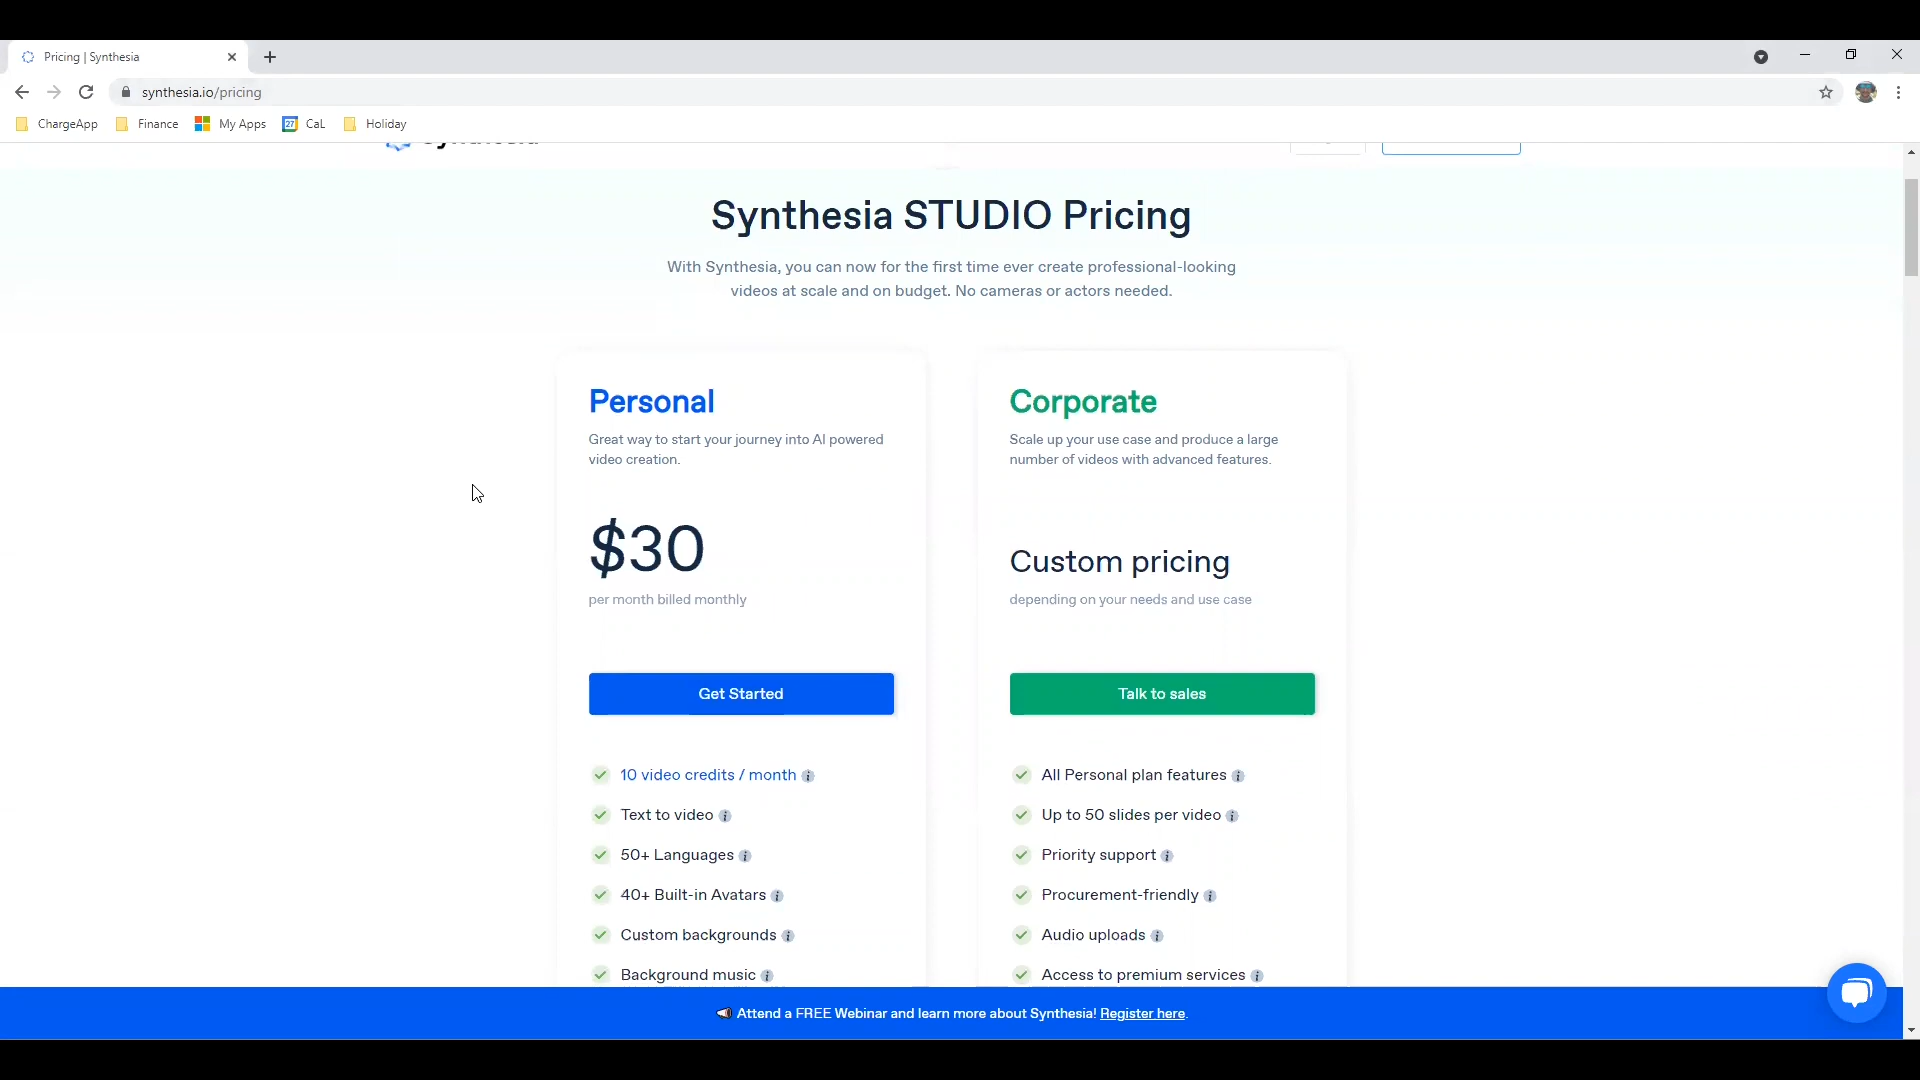 Pricing | Synthesia
synthesia.io/pricing
ChargeApp
Finance
My Apps
27
CaL
Holiday
Synthesia STUDIO Pricing
With Synthesia, you can now for the first time ever create professional-looking
videos at scale and on budget. No cameras or actors needed.
Personal
Great way to start your journey into AI powered
video creation.
$30
per month billed monthly
Get Started
10 video credits / month
Text to video
50+ Languages
40+ Built-in Avatars
Custom backgrounds
Background music
Corporate
Scale up your use case and produce a large
number of videos with advanced features.
Custom pricing
depending on your needs and use case
Talk to sales
All Personal plan features
Up to 50 slides per video
Priority support
Procurement-friendly
Audio uploads
Access to premium services
Attend a FREE Webinar and learn more about Synthesia! Register here.